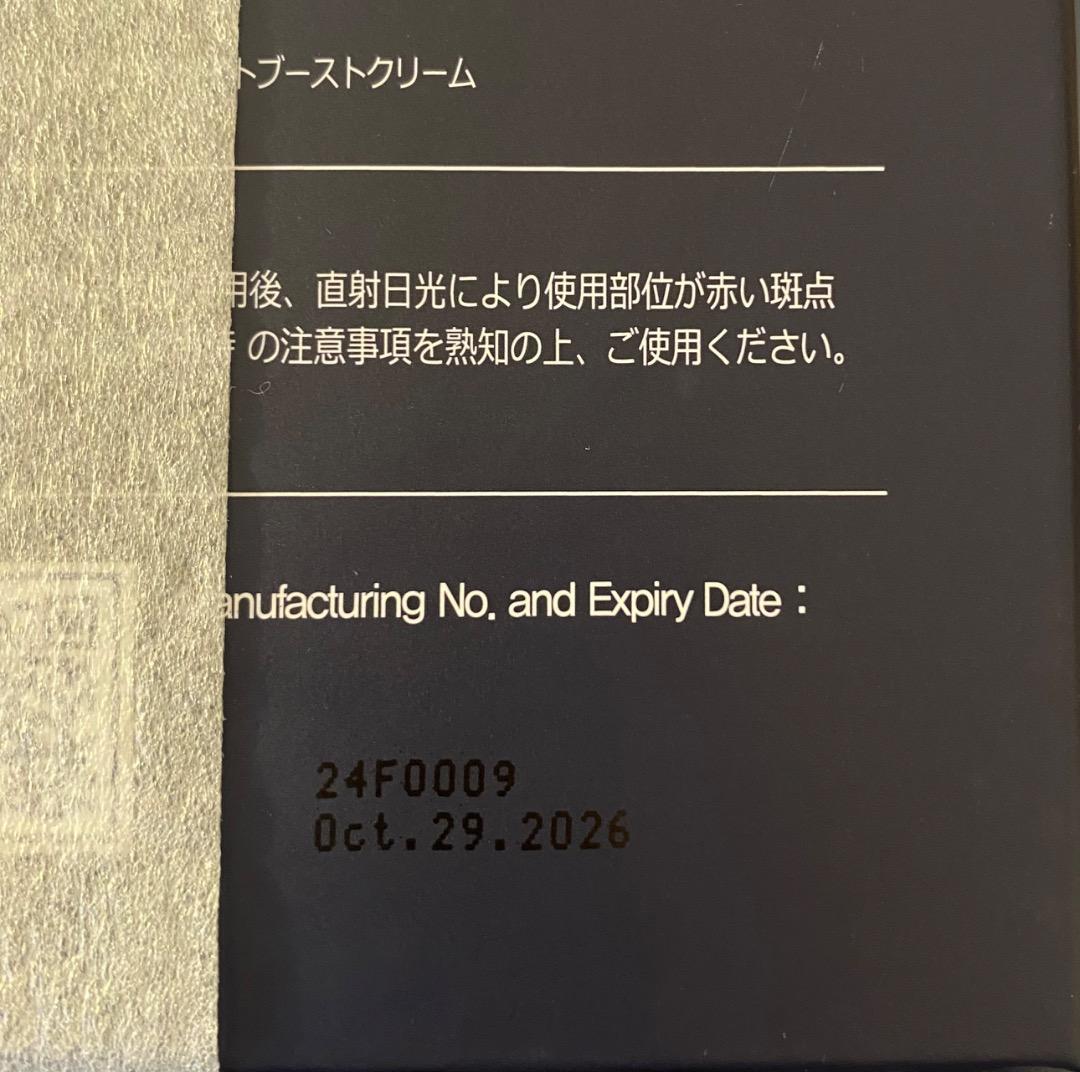 トブーストクリーム
用後、直射日光により使用部位が赤い斑点
の注意事項を熟知の上、ご使用ください。
anufacturing No. and Expiry Date :
24F0009
Oct.29.2026